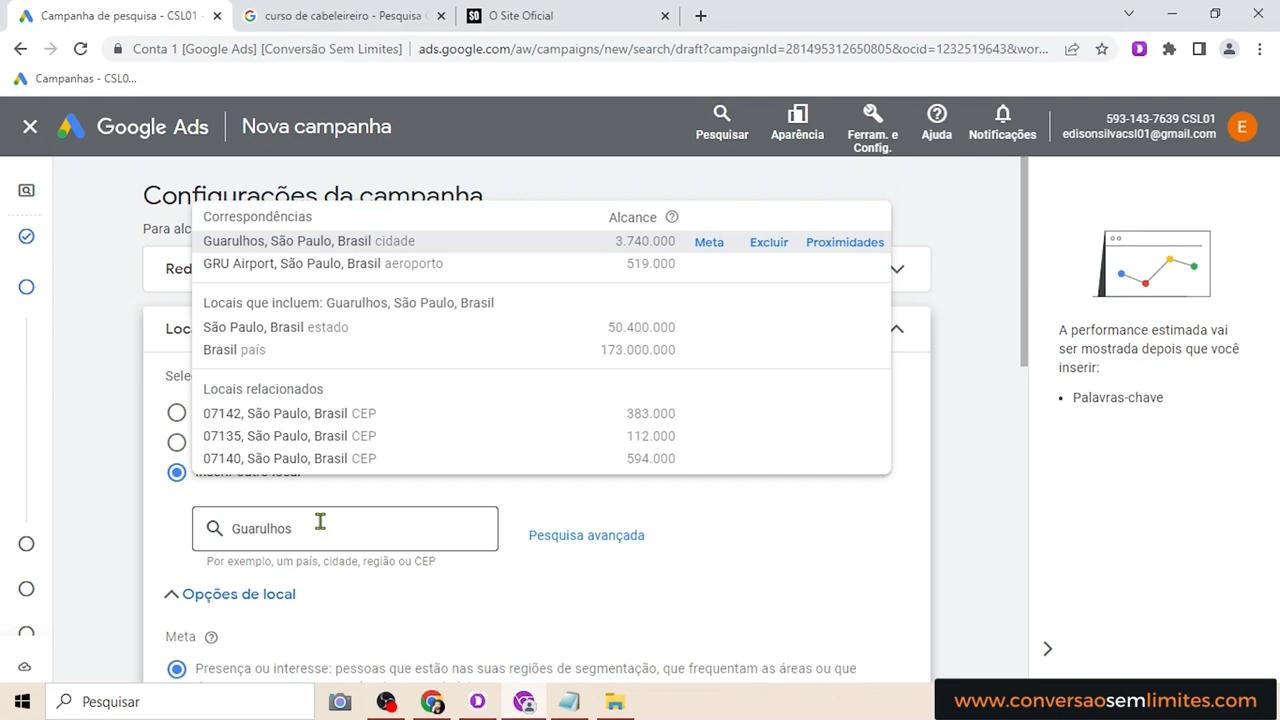 Campanha de pesquisa - CSL01
curso de cabeleireiro - Pesquisa
O Site Oficial
Conta 1 [Google Ads] [Conversão Sem Limites]
ads.google.com/aw/campaigns/new/search/draft?campaignId=281495312650805&ocid=1232519643&wor...
Campanhas - CSL0...
Google Ads
Nova campanha
Pesquisar
Aparência
Ferram. e
Config.
Ajuda
Notificações
593-143-7639 CSL01
edisonsilvacsl01@gmail.com
E
Configurações da campanha
Para al
Red
Correspondências
Alcance
Guarulhos, São Paulo, Brasil cidade
3.740.000
Meta
Excluir
Proximidades
GRU Airport, São Paulo, Brasil aeroporto
519.000
Locais que incluem: Guarulhos, São Paulo, Brasil
São Paulo, Brasil estado
50.400.000
Brasil país
173.000.000
Locais relacionados
07142, São Paulo, Brasil CEP
383.000
07135, São Paulo, Brasil CEP
112.000
07140, São Paulo, Brasil CEP
594.000
Loc
Sele
Guarulhos
Pesquisa avançada
Por exemplo, um país, cidade, região ou CEP
Opções de local
Meta
Presença ou interesse: pessoas que estão nas suas regiões de segmentação, que frequentam as áreas ou que
A performance estimada vai
ser mostrada depois que você
inserir:
• Palavras-chave
Pesquisar
www.conversaosemlimites.com